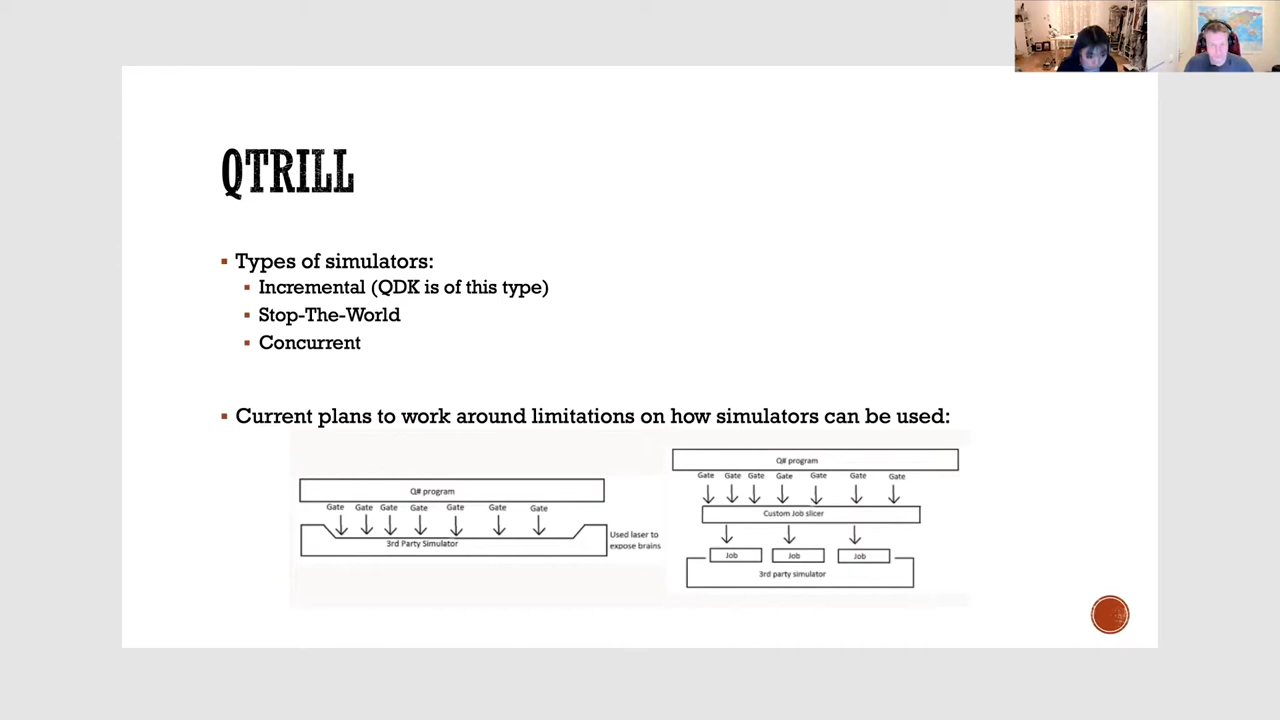 QTRILL
Types of simulators:
Incremental (QDK is of this type)
Stop-The-World
Concurrent
Current plans to work around limitations on how simulators can be used:
Q# program
Gate Gate Gate Gate Gate Gate Gate
3rd Party Simulator
Used laser to
expose brains
Q# program
Gate Gate Gate Gate Gate Gate Gate
Custom Job slicer
Job Job Job
3rd party simulator